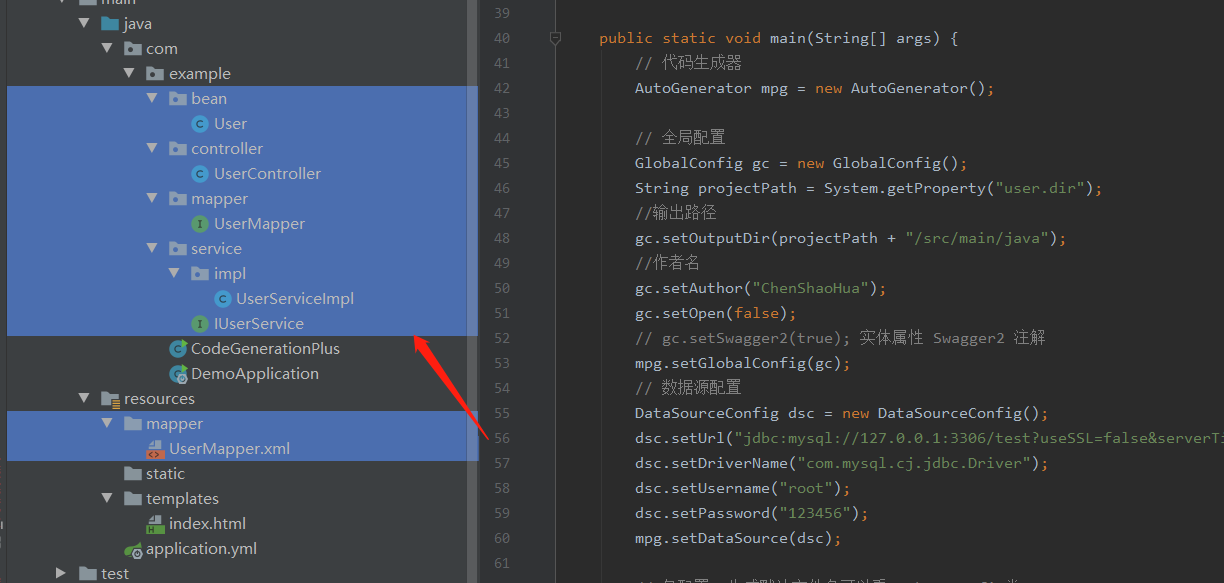 main
java
com
example
bean
User
controller
UserController
mapper
UserMapper
service
impl
UserServiceImpl
IUserService
CodeGenerationPlus
DemoApplication
resources
mapper
UserMapper.xml
static
templates
index.html
application.yml
test
39
40 public static void main(String[] args) {
41 // 代码生成器
42 AutoGenerator mpg = new AutoGenerator();
43
44 // 全局配置
45 GlobalConfig gc = new GlobalConfig();
46 String projectPath = System.getProperty("user.dir");
47 //输出路径
48 gc.setOutputDir(projectPath + "/src/main/java");
49 //作者名
50 gc.setAuthor("ChenShaoHua");
51 gc.setOpen(false);
52 // gc.setSwagger2(true); 实体属性 Swagger2 注解
53 mpg.setGlobalConfig(gc);
54 // 数据源配置
55 DataSourceConfig dsc = new DataSourceConfig();
56 dsc.setUrl("jdbc:mysql://127.0.0.1:3306/test?useSSL=false&serverTi
57 dsc.setDriverName("com.mysql.cj.jdbc.Driver");
58 dsc.setUsername("root");
59 dsc.setPassword("123456");
60 mpg.setDataSource(dsc);
61